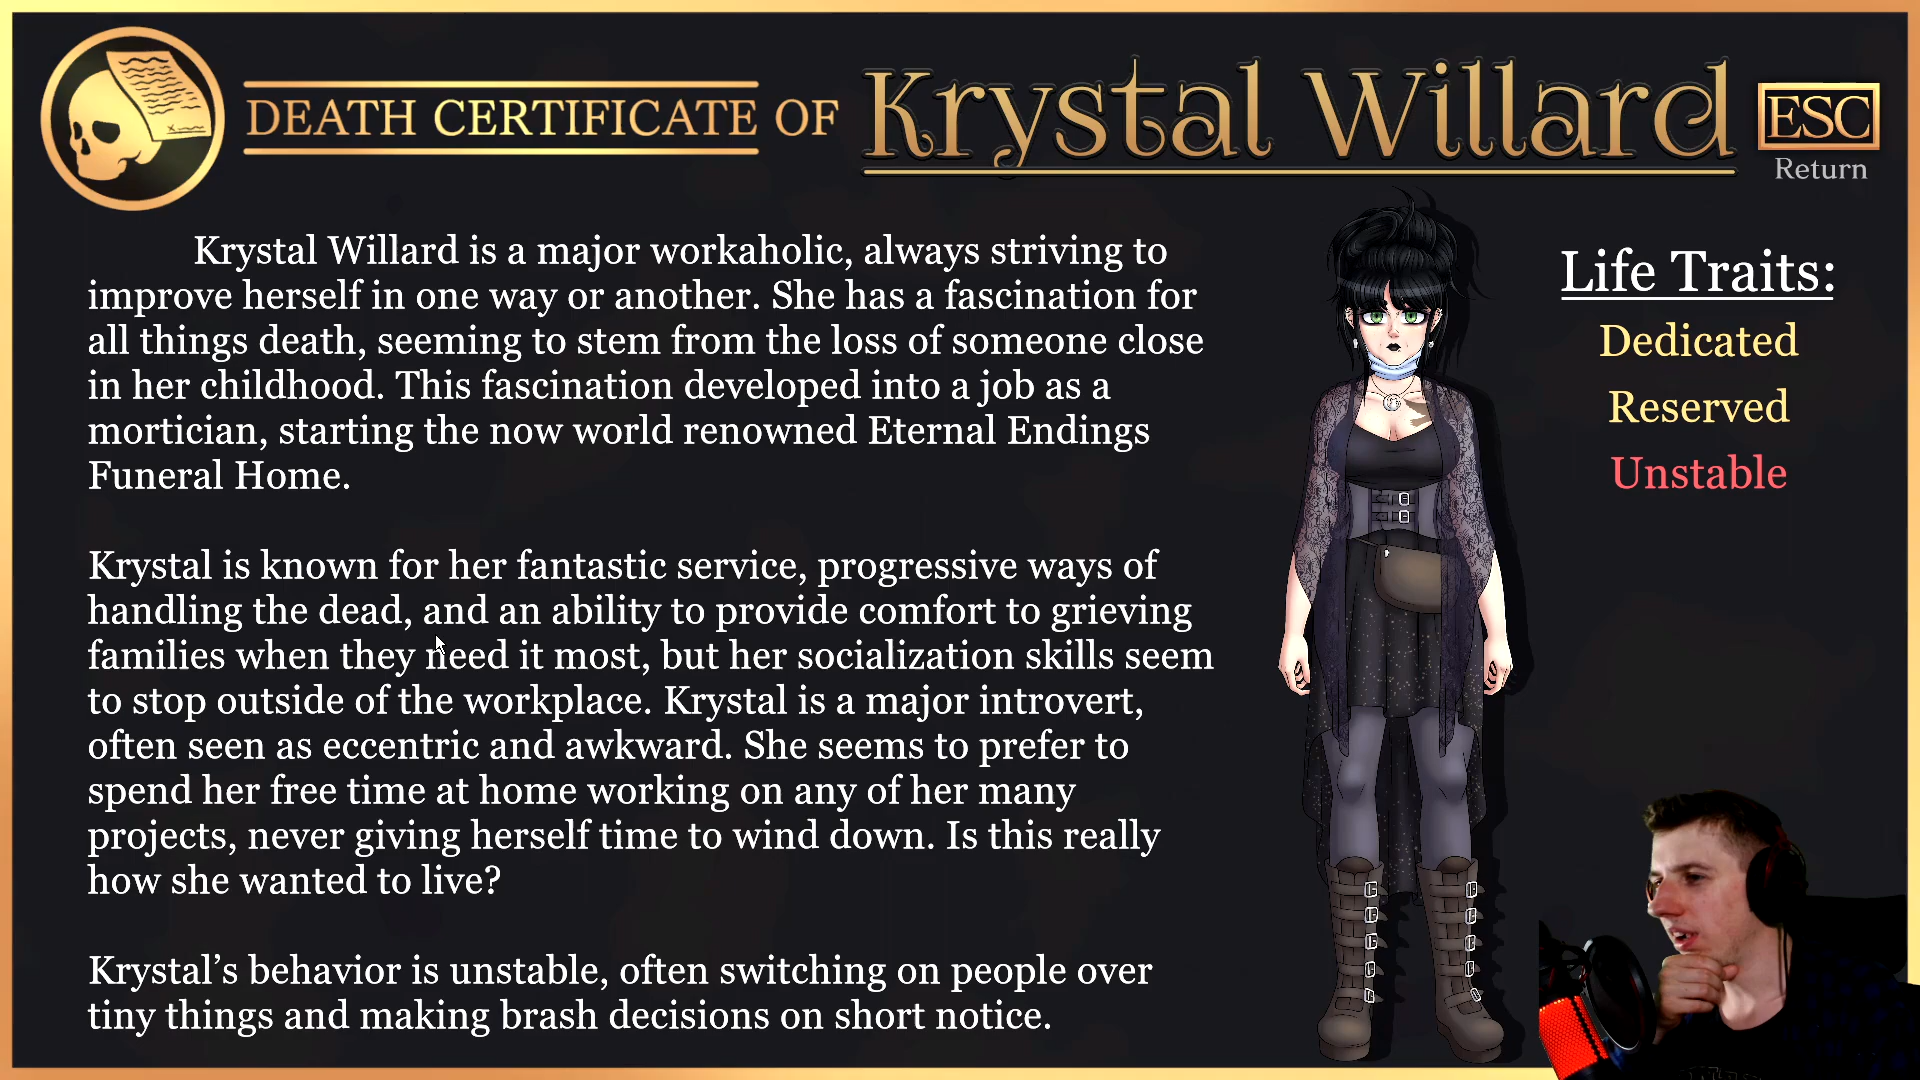 DEATH CERTIFICATE OF Krystal Willard
ESC
Return
Krystal Willard is a major workaholic, always striving to
improve herself in one way or another. She has a fascination for
all things death, seeming to stem from the loss of someone close
in her childhood. This fascination developed into a job as a
mortician, starting the now world renowned Eternal Endings
Funeral Home.
Krystal is known for her fantastic service, progressive ways of
handling the dead, and an ability to provide comfort to grieving
families when they need it most, but her socialization skills seem
to stop outside of the workplace. Krystal is a major introvert,
often seen as eccentric and awkward. She seems to prefer to
spend her free time at home working on any of her many
projects, never giving herself time to wind down. Is this really
how she wanted to live?
Krystal’s behavior is unstable, often switching on people over
tiny things and making brash decisions on short notice.
Life Traits:
Dedicated
Reserved
Unstable